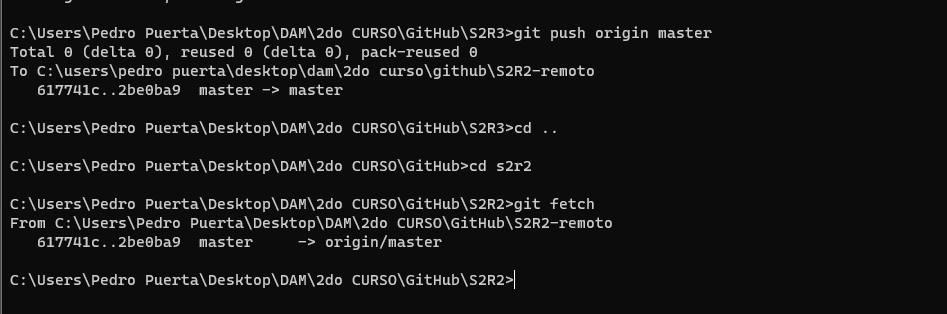 C:\Users\Pedro Puerta\Desktop\DAM\2do CURSO\GitHub\S2R3>git push origin master
Total 0 (delta 0), reused 0 (delta 0), pack-reused 0
To C:\users\pedro puerta\desktop\dam\2do curso\github\S2R2-remoto
   617741c..2be0ba9  master -> master
C:\Users\Pedro Puerta\Desktop\DAM\2do CURSO\GitHub\S2R3>cd ..
C:\Users\Pedro Puerta\Desktop\DAM\2do CURSO\GitHub>cd s2r2
C:\Users\Pedro Puerta\Desktop\DAM\2do CURSO\GitHub\S2R2>git fetch
From C:\Users\Pedro Puerta\Desktop\DAM\2do CURSO\GitHub\S2R2-remoto
   617741c..2be0ba9  master     -> origin/master
C:\Users\Pedro Puerta\Desktop\DAM\2do CURSO\GitHub\S2R2>